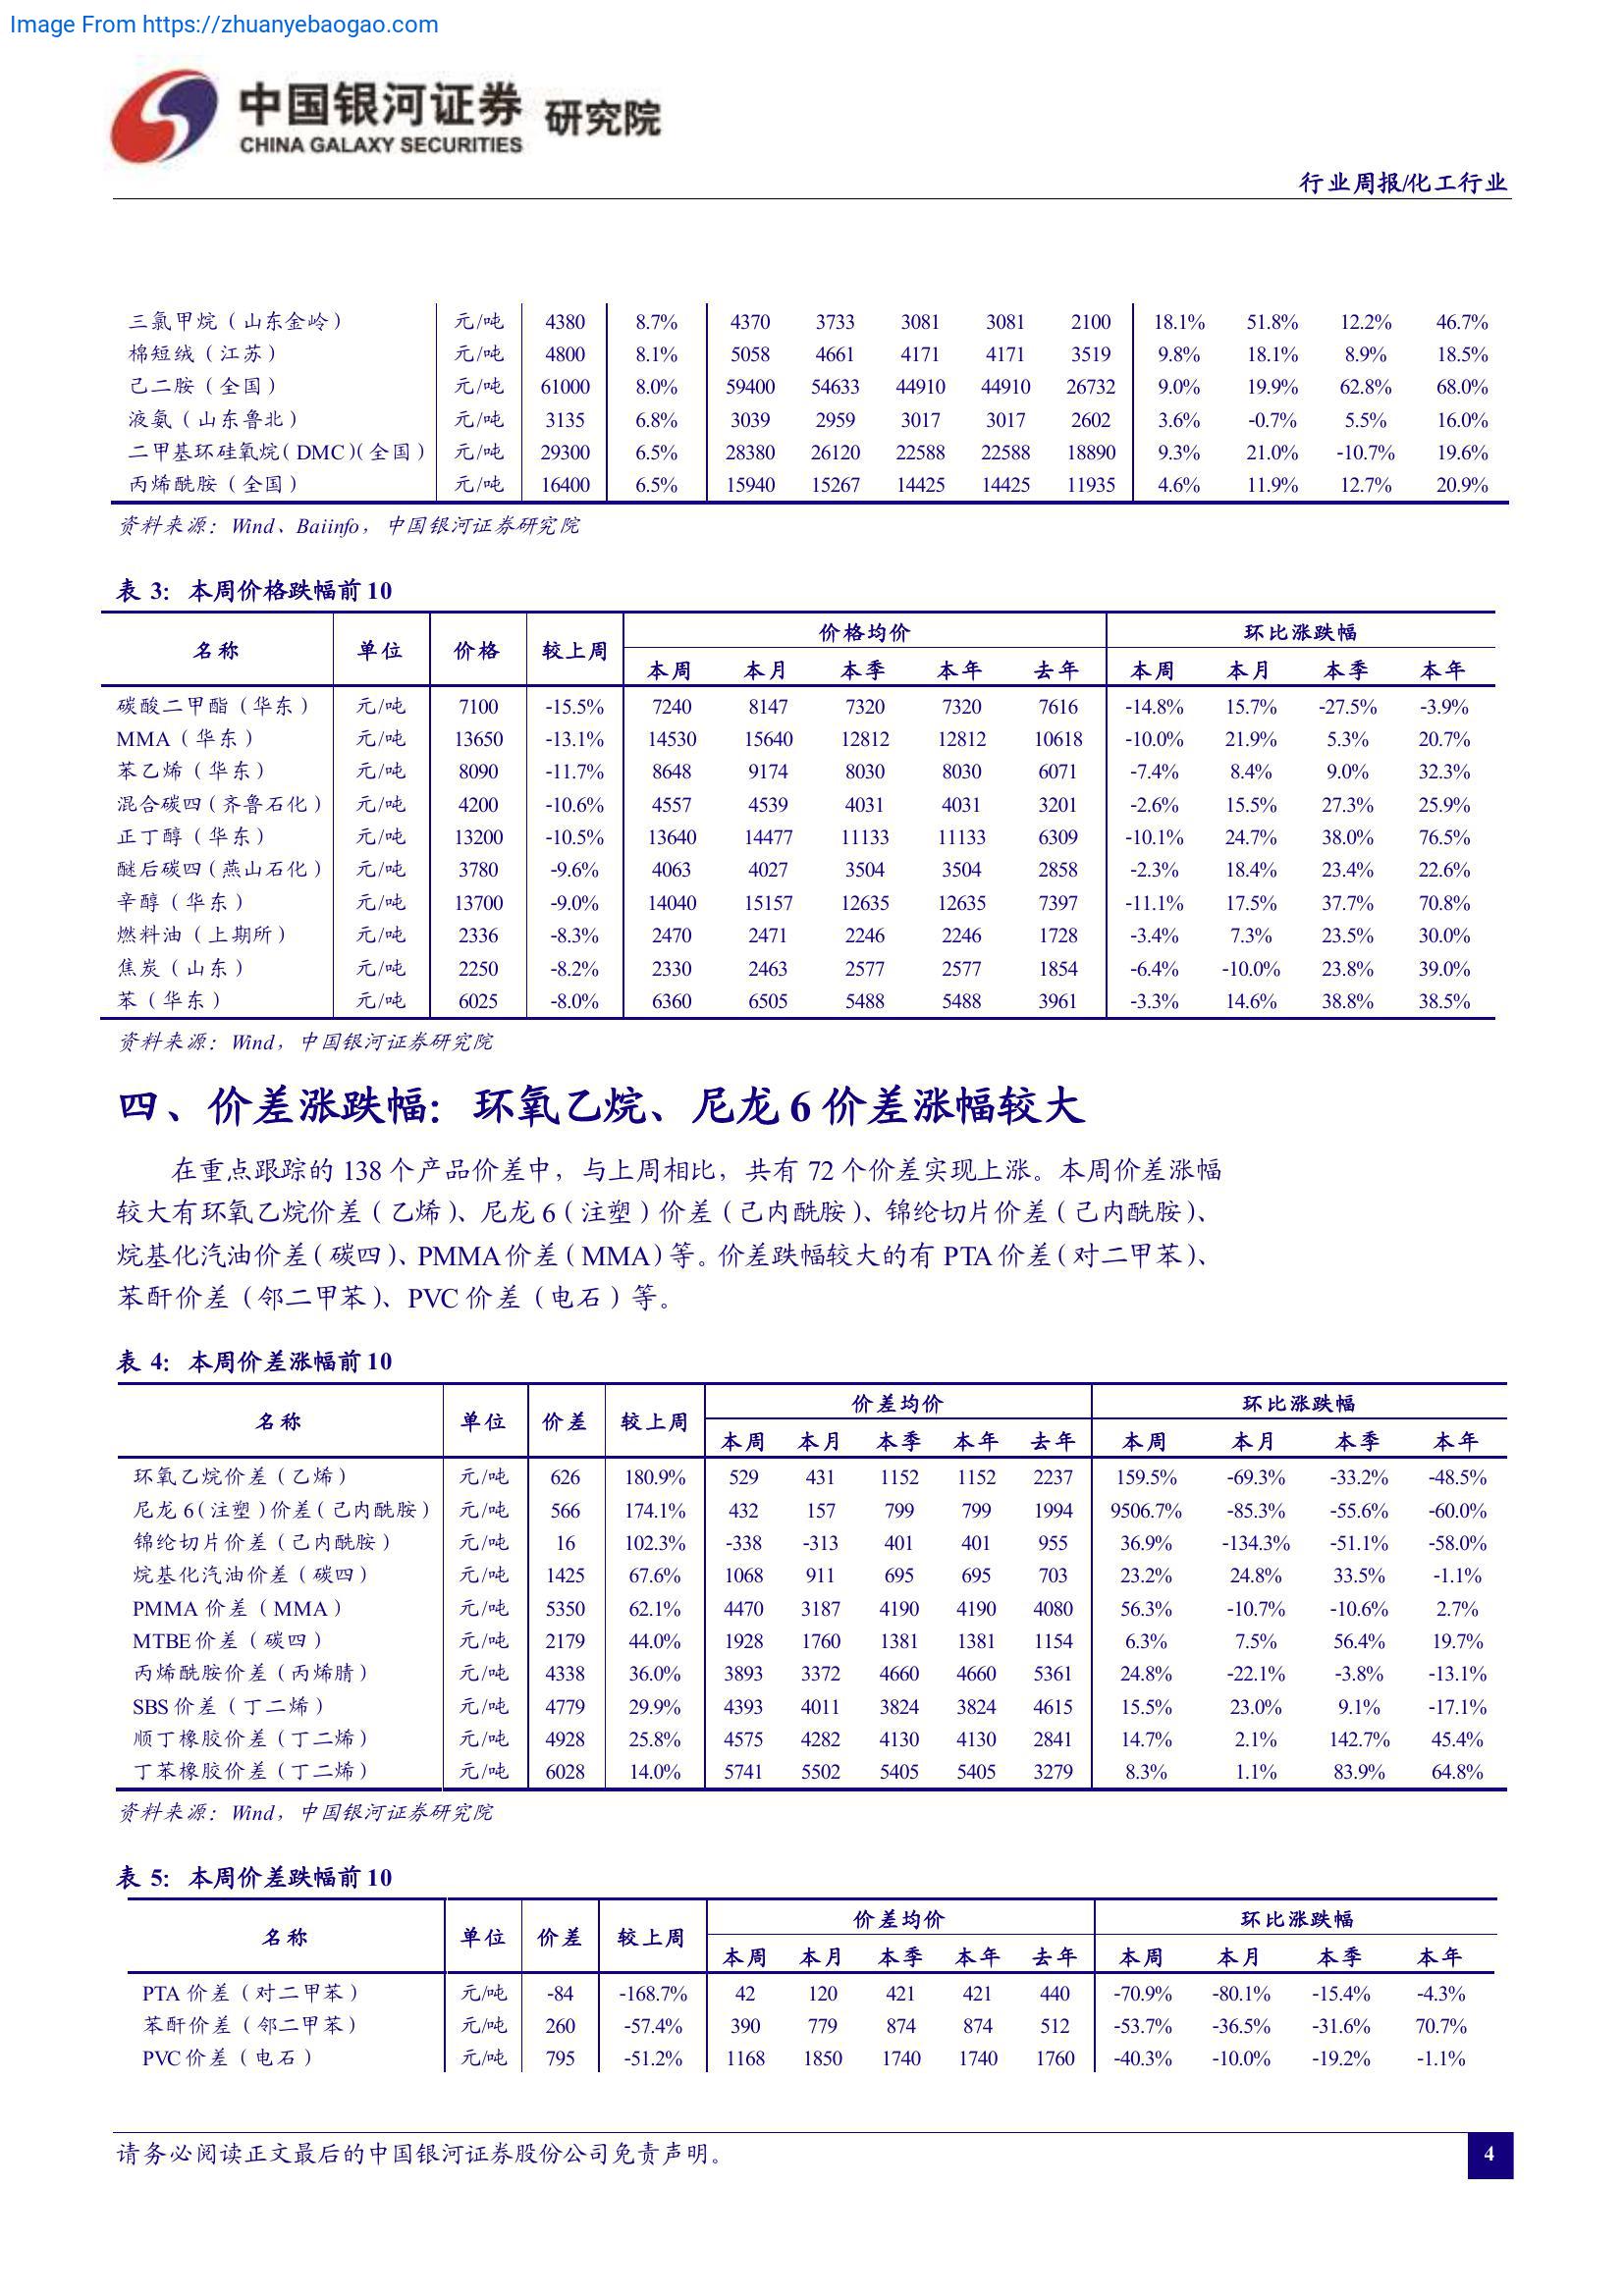 Image From https://zhuanyebaogao.com
中国银河证券 研究院
CHINA GALAXY SECURITIES
行业周报/化工行业
三氯甲烷（山东金岭） 元/吨 4380 8.7% 4370 3733 3081 3081 2100 18.1% 51.8% 12.2% 46.7%
棉短绒（江苏） 元/吨 4800 8.1% 5058 4661 4171 4171 3519 9.8% 18.1% 8.9% 18.5%
己二胺（全国） 元/吨 61000 8.0% 59400 54633 44910 44910 26732 9.0% 19.9% 62.8% 68.0%
液氨（山东鲁北） 元/吨 3135 6.8% 3039 2959 3017 3017 2602 3.6% -0.7% 5.5% 16.0%
二甲基环硅氧烷（DMC）（全国） 元/吨 29300 6.5% 28380 26120 22588 22588 18890 9.3% 21.0% -10.7% 19.6%
丙烯酰胺（全国） 元/吨 16400 6.5% 15940 15267 14425 14425 11935 4.6% 11.9% 12.7% 20.9%
资料来源：Wind、Baiinfo，中国银河证券研究院
表 3：本周价格跌幅前 10
名称 单位 价格 较上周 价格均价 环比涨跌幅
本周 本月 本季 本年 去年 本周 本月 本季 本年
碳酸二甲酯（华东） 元/吨 7100 -15.5% 7240 8147 7320 7320 7616 -14.8% 15.7% -27.5% -3.9%
MMA（华东） 元/吨 13650 -13.1% 14530 15640 12812 12812 10618 -10.0% 21.9% 5.3% 20.7%
苯乙烯（华东） 元/吨 8090 -11.7% 8648 9174 8030 8030 6071 -7.4% 8.4% 9.0% 32.3%
混合碳四（齐鲁石化） 元/吨 4200 -10.6% 4557 4539 4031 4031 3201 -2.6% 15.5% 27.3% 25.9%
正丁醇（华东） 元/吨 13200 -10.5% 13640 14477 11133 11133 6309 -10.1% 24.7% 38.0% 76.5%
醚后碳四（燕山石化） 元/吨 3780 -9.6% 4063 4027 3504 3504 2858 -2.3% 18.4% 23.4% 22.6%
辛醇（华东） 元/吨 13700 -9.0% 14040 15157 12635 12635 7397 -11.1% 17.5% 37.7% 70.8%
燃料油（上期所） 元/吨 2336 -8.3% 2470 2471 2246 2246 1728 -3.4% 7.3% 23.5% 30.0%
焦炭（山东） 元/吨 2250 -8.2% 2330 2463 2577 2577 1854 -6.4% -10.0% 23.8% 39.0%
苯（华东） 元/吨 6025 -8.0% 6360 6505 5488 5488 3961 -3.3% 14.6% 38.8% 38.5%
资料来源：Wind，中国银河证券研究院
四、价差涨跌幅：环氧乙烷、尼龙 6 价差涨幅较大
在重点跟踪的 138 个产品价差中，与上周相比，共有 72 个价差实现上涨。本周价差涨幅
较大有环氧乙烷价差（乙烯）、尼龙 6（注塑）价差（己内酰胺）、锦纶切片价差（己内酰胺）、
烷基化汽油价差（碳四）、PMMA 价差（MMA）等。价差跌幅较大的有 PTA 价差（对二甲苯）、
苯酐价差（邻二甲苯）、PVC 价差（电石）等。
表 4：本周价差涨幅前 10
名称 单位 价差 较上周 价差均价 环比涨跌幅
本周 本月 本季 本年 去年 本周 本月 本季 本年
环氧乙烷价差（乙烯） 元/吨 626 180.9% 529 431 1152 1152 2237 159.5% -69.3% -33.2% -48.5%
尼龙 6（注塑）价差（己内酰胺） 元/吨 566 174.1% 432 157 799 799 1994 9506.7% -85.3% -55.6% -60.0%
锦纶切片价差（己内酰胺） 元/吨 16 102.3% -338 -313 401 401 955 36.9% -134.3% -51.1% -58.0%
烷基化汽油价差（碳四） 元/吨 1425 67.6% 1068 911 695 695 703 23.2% 24.8% 33.5% -1.1%
PMMA 价差（MMA） 元/吨 5350 62.1% 4470 3187 4190 4190 4080 56.3% -10.7% -10.6% 2.7%
MTBE 价差（碳四） 元/吨 2179 44.0% 1928 1760 1381 1381 1154 6.3% 7.5% 56.4% 19.7%
丙烯酰胺价差（丙烯腈） 元/吨 4338 36.0% 3893 3372 4660 4660 5361 24.8% -22.1% -3.8% -13.1%
SBS 价差（丁二烯） 元/吨 4779 29.9% 4393 4011 3824 3824 4615 15.5% 23.0% 9.1% -17.1%
顺丁橡胶价差（丁二烯） 元/吨 4928 25.8% 4575 4282 4130 4130 2841 14.7% 2.1% 142.7% 45.4%
丁苯橡胶价差（丁二烯） 元/吨 6028 14.0% 5741 5502 5405 5405 3279 8.3% 1.1% 83.9% 64.8%
资料来源：Wind，中国银河证券研究院
表 5：本周价差跌幅前 10
名称 单位 价差 较上周 价差均价 环比涨跌幅
本周 本月 本季 本年 去年 本周 本月 本季 本年
PTA 价差（对二甲苯） 元/吨 -84 -168.7% 42 120 421 421 440 -70.9% -80.1% -15.4% -4.3%
苯酐价差（邻二甲苯） 元/吨 260 -57.4% 390 779 874 874 512 -53.7% -36.5% -31.6% 70.7%
PVC 价差（电石） 元/吨 795 -51.2% 1168 1850 1740 1740 1760 -40.3% -10.0% -19.2% -1.1%
请务必阅读正文最后的中国银河证券股份公司免责声明。
4